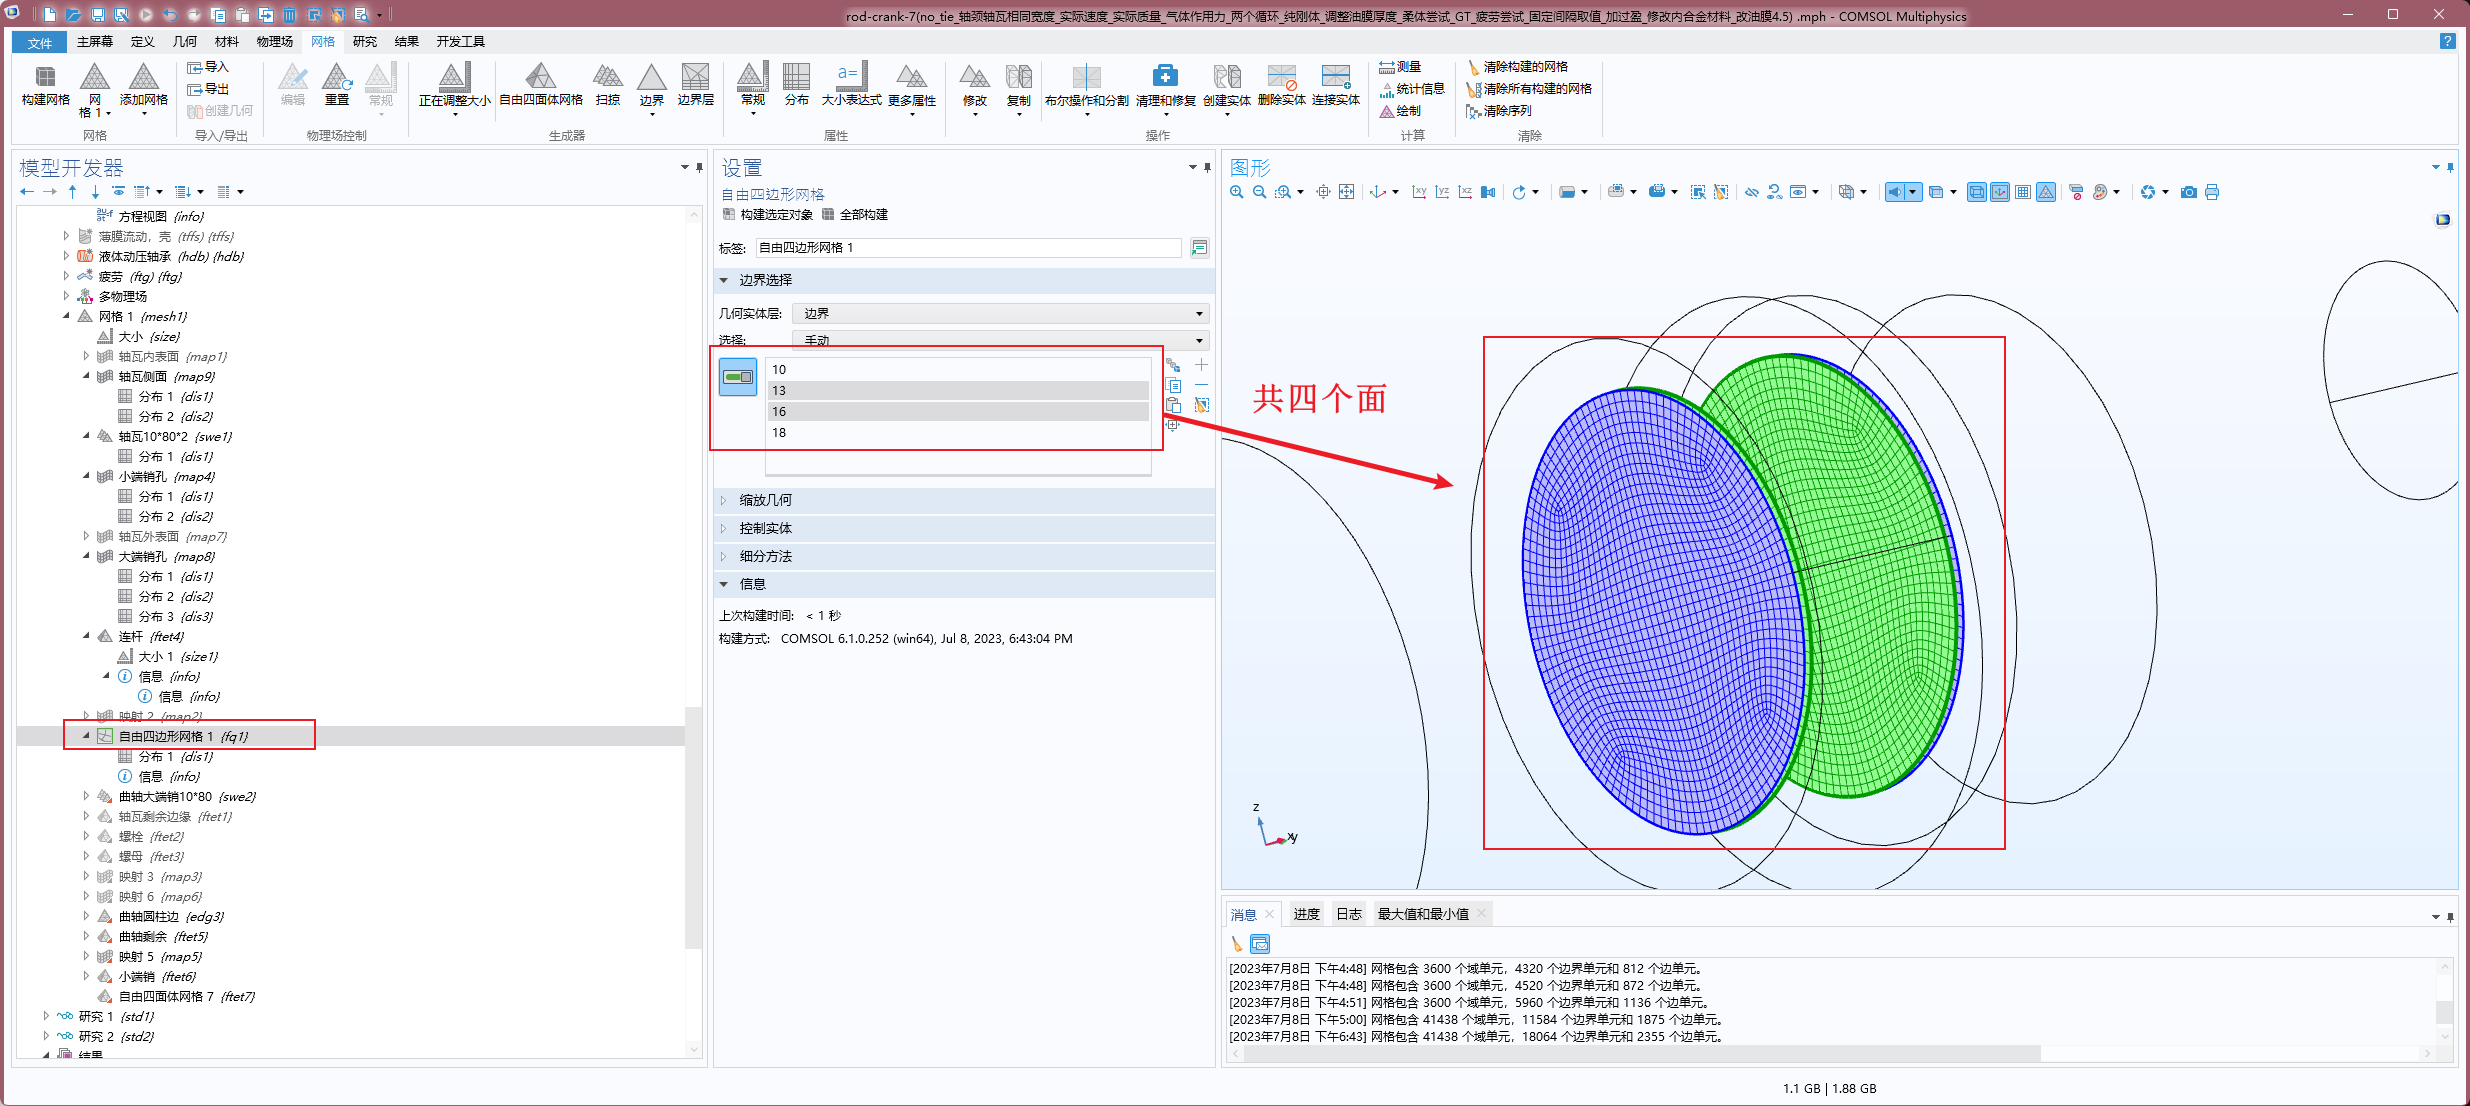 rod-crank-7(no_tie_轴颈轴瓦相同宽度_实际速度_实际质量_气体作用力_两个循环_纯刚体_调整油膜厚度_柔体尝试_GT_疲劳尝试_固定间隔取值_加过盈_修改内合金材料_改油膜4.5) .mph - COMSOL Multiphysics
文件 主屏幕 定义 几何 材料 物理场 网格 研究 结果 开发工具
构建网格 网格 1 添加网格
导入
导出
创建几何
编辑 重置 常规
正在调整大小 自由四面体网格 扫掠 边界 边界层
常规 分布 大小表达式 更多属性
修改 复制 布尔操作和分割 清理和修复 创建实体 删除实体 连接实体
测量
统计信息
绘制
清除构建的网格
清除所有构建的网格
清除序列
网格 导入/导出 物理场控制 生成器 属性 操作 计算 清除
模型开发器
方程视图 {info}
薄膜流动，壳 (tffs) {tffs}
液体动压轴承 (hdb) {hdb}
疲劳 (ftg) {ftg}
多物理场
网格 1 {mesh1}
大小 {size}
轴瓦内表面 {map1}
轴瓦侧面 {map9}
分布 1 {dis1}
分布 2 {dis2}
轴瓦10*80*2 {swe1}
分布 1 {dis1}
小端销孔 {map4}
分布 1 {dis1}
分布 2 {dis2}
轴瓦外表面 {map7}
大端销孔 {map8}
分布 1 {dis1}
分布 2 {dis2}
分布 3 {dis3}
连杆 {ftet4}
大小 1 {size1}
信息 {info}
信息 {info}
映射 2 {map2}
自由四边形网格 1 {fq1}
分布 1 {dis1}
信息 {info}
曲轴大端销10*80 {swe2}
轴瓦剩余边缘 {ftet1}
螺栓 {ftet2}
螺母 {ftet3}
映射 3 {map3}
映射 6 {map6}
曲轴圆柱边 {edg3}
曲轴剩余 {ftet5}
映射 5 {map5}
小端销 {ftet6}
自由四面体网格 7 {ftet7}
研究 1 {std1}
研究 2 {std2}
结果
设置
自由四边形网格
构建选定对象 全部构建
标签: 自由四边形网格 1
边界选择
几何实体层: 边界
选择: 手动
10
13
16
18
缩放几何
控制实体
细分方法
信息
上次构建时间: < 1 秒
构建方式: COMSOL 6.1.0.252 (win64), Jul 8, 2023, 6:43:04 PM
图形
xy yz xz
共四个面
z
x y
消息 进度 日志 最大值和最小值
[2023年7月8日 下午4:48] 网格包含 3600 个域单元，4320 个边界单元和 812 个边单元。
[2023年7月8日 下午4:48] 网格包含 3600 个域单元，4520 个边界单元和 872 个边单元。
[2023年7月8日 下午4:51] 网格包含 3600 个域单元，5960 个边界单元和 1136 个边单元。
[2023年7月8日 下午5:00] 网格包含 41438 个域单元，11584 个边界单元和 1875 个边单元。
[2023年7月8日 下午6:43] 网格包含 41438 个域单元，18064 个边界单元和 2355 个边单元。
1.1 GB | 1.88 GB